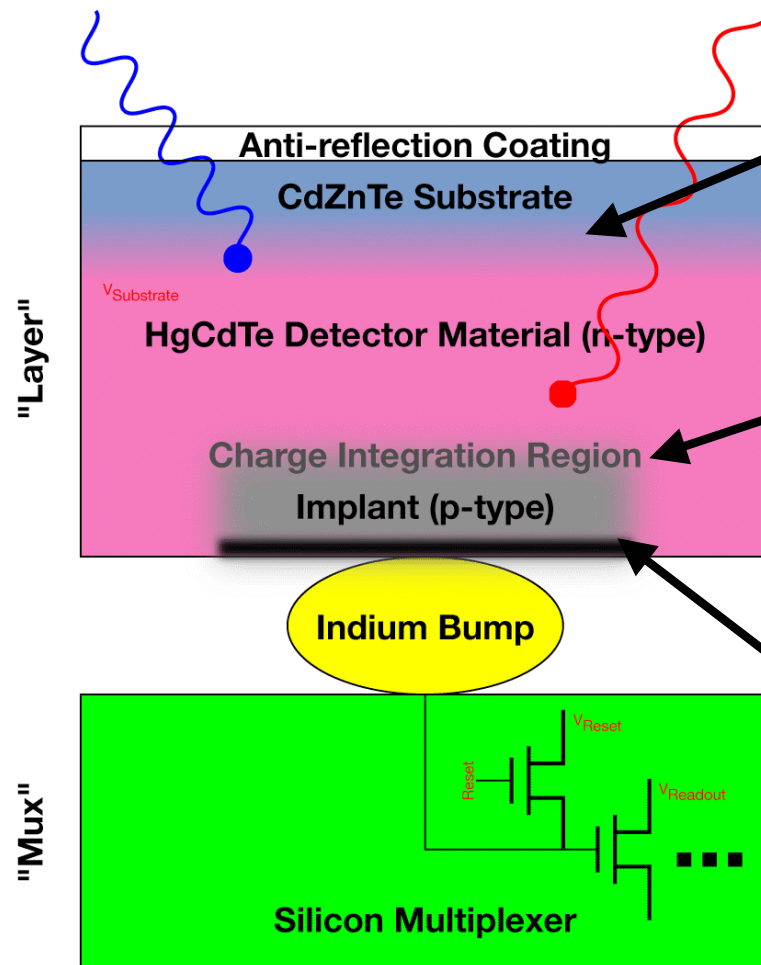 Anti-reflection Coating
CdZnTe Substrate
VSubstrate
HgCdTe Detector Material (n-type)
"Layer"
Charge Integration Region
Implant (p-type)
Indium Bump
VReset
Reset
VReadout
"Mux"
Silicon Multiplexer